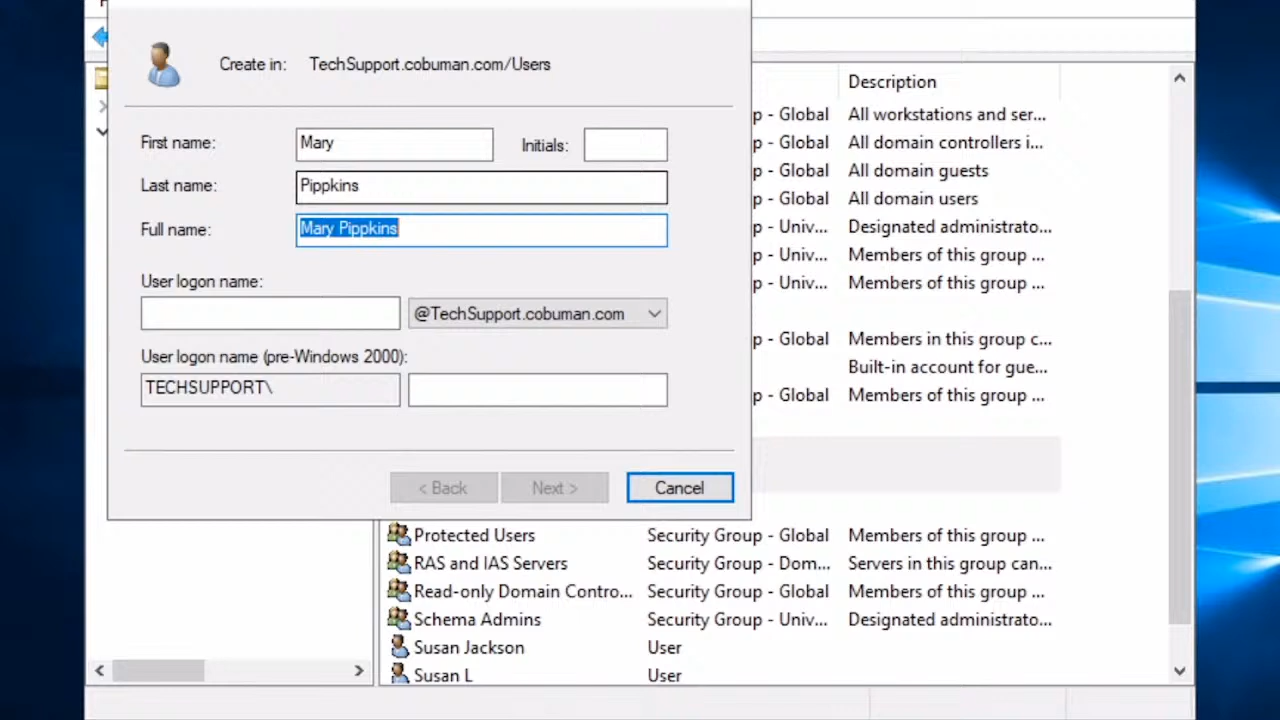 Create in: TechSupport.cobuman.com/Users
First name: Mary Initials:
Last name: Pippkins
Full name: Mary Pippkins
User logon name:
@TechSupport.cobuman.com
User logon name (pre-Windows 2000):
TECHSUPPORT\
< Back Next > Cancel
Description
p - Global All workstations and ser...
p - Global All domain controllers i...
p - Global All domain guests
p - Global All domain users
p - Univ... Designated administrato...
p - Univ... Members of this group ...
p - Univ... Members of this group ...
p - Global Members in this group c...
Built-in account for gue...
p - Global Members of this group ...
Protected Users Security Group - Global Members of this group ...
RAS and IAS Servers Security Group - Dom... Servers in this group can...
Read-only Domain Contro... Security Group - Global Members of this group ...
Schema Admins Security Group - Univ... Designated administrato...
Susan Jackson User
Susan L User